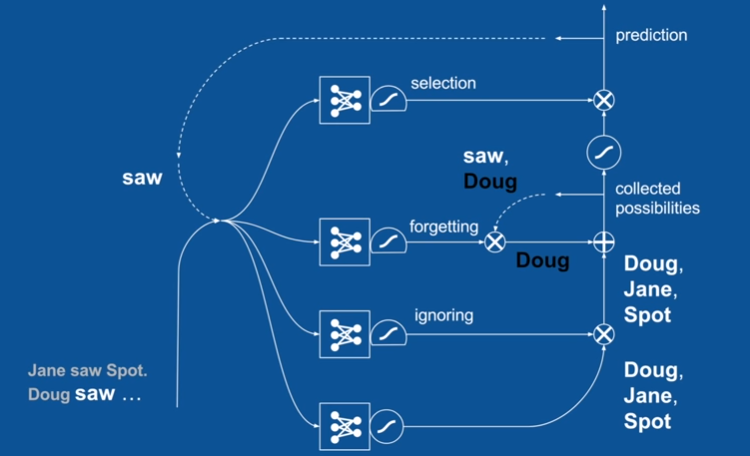 prediction
selection
saw,
Doug
saw
collected
possibilities
forgetting
Doug
Doug,
Jane,
Spot
ignoring
Jane saw Spot.
Doug saw ...
Doug,
Jane,
Spot